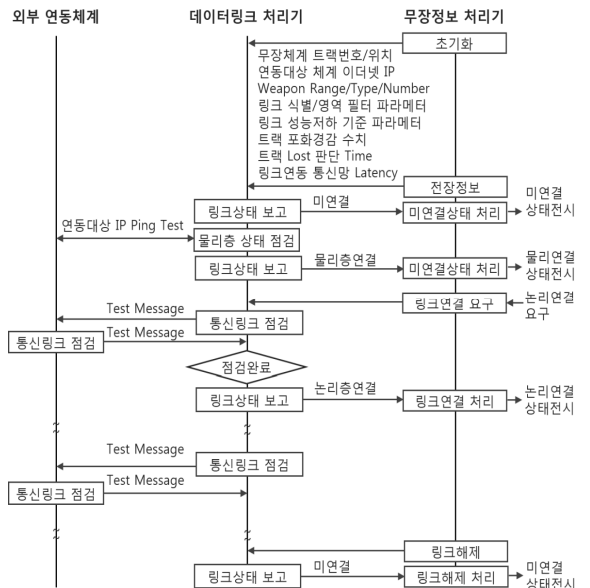 외부 연동체계
데이터링크 처리기
무장정보 처리기
초기화
무장체계 트랙번호/위치
연동대상 체계 이더넷 IP
Weapon Range/Type/Number
링크 식별/영역 필터 파라메터
링크 성능저하 기준 파라메터
트랙 포화경감 수치
트랙 Lost 판단 Time
링크연동 통신망 Latency
전장정보
링크상태 보고
미연결
미연결상태 처리
미연결
상태전시
연동대상 IP Ping Test
물리층 상태 점검
링크상태 보고
물리층연결
미연결상태 처리
물리연결
상태전시
링크연결 요구
논리연결
요구
Test Message
통신링크 점검
통신링크 점검
Test Message
점검완료
링크상태 보고
논리층연결
링크연결 처리
논리연결
상태전시
Test Message
통신링크 점검
통신링크 점검
Test Message
링크해제
링크상태 보고
미연결
링크해제 처리
미연결
상태전시